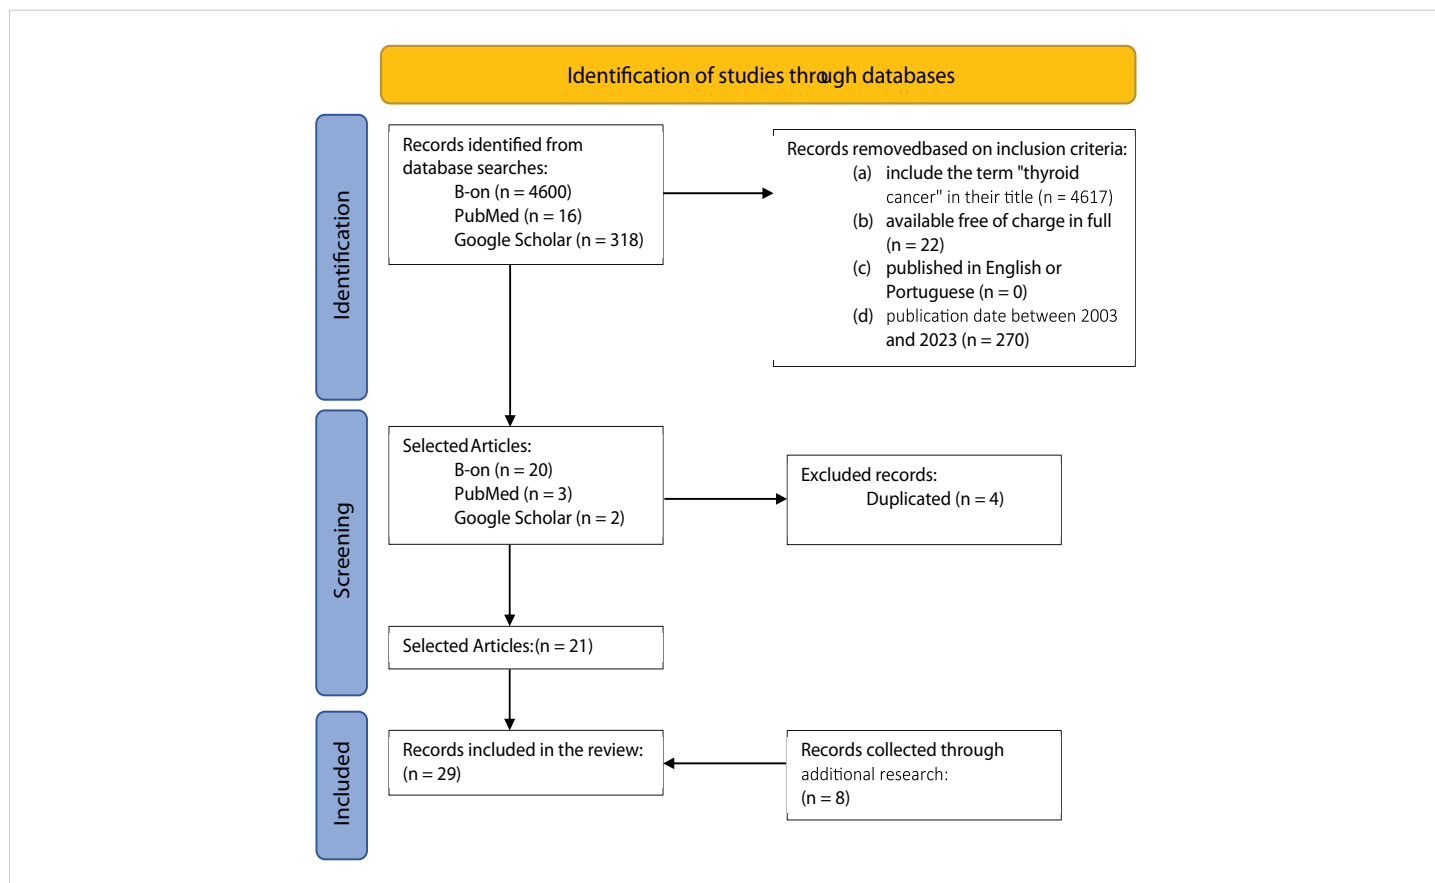 Identification of studies through databases
Identification
Records identified from
database searches:
B-on (n = 4600)
PubMed (n = 16)
Google Scholar (n = 318)
Records removedbased on inclusion criteria:
(a) include the term "thyroid
cancer" in their title (n = 4617)
(b) available free of charge in full
(n = 22)
(c) published in English or
Portuguese (n = 0)
(d) publication date between 2003
and 2023 (n = 270)
Screening
Selected Articles:
B-on (n = 20)
PubMed (n = 3)
Google Scholar (n = 2)
Excluded records:
Duplicated (n = 4)
Selected Articles: (n = 21)
Included
Records included in the review:
(n = 29)
Records collected through
additional research:
(n = 8)